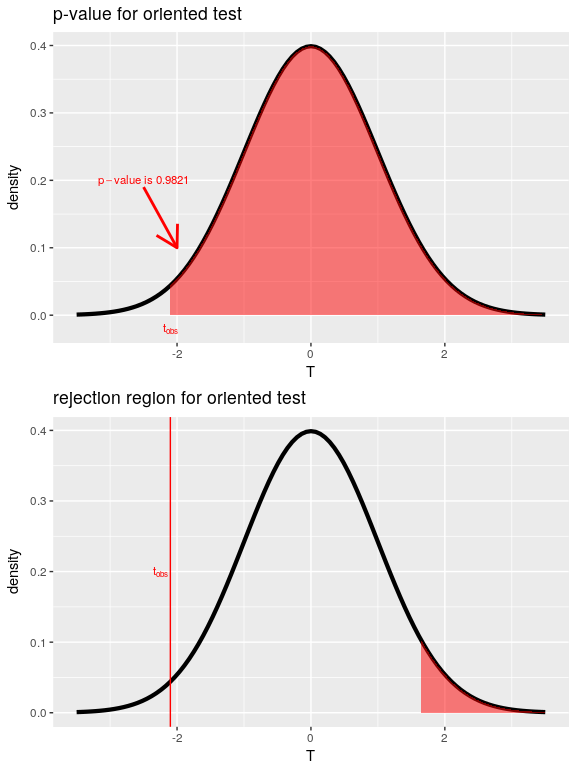 p-value for oriented test
0.4
0.3
density
0.2
p−value is 0.9821
0.1
0.0
tobs
-2 0 2
T
rejection region for oriented test
0.4
0.3
density
0.2
tobs
0.1
0.0
-2 0 2
T